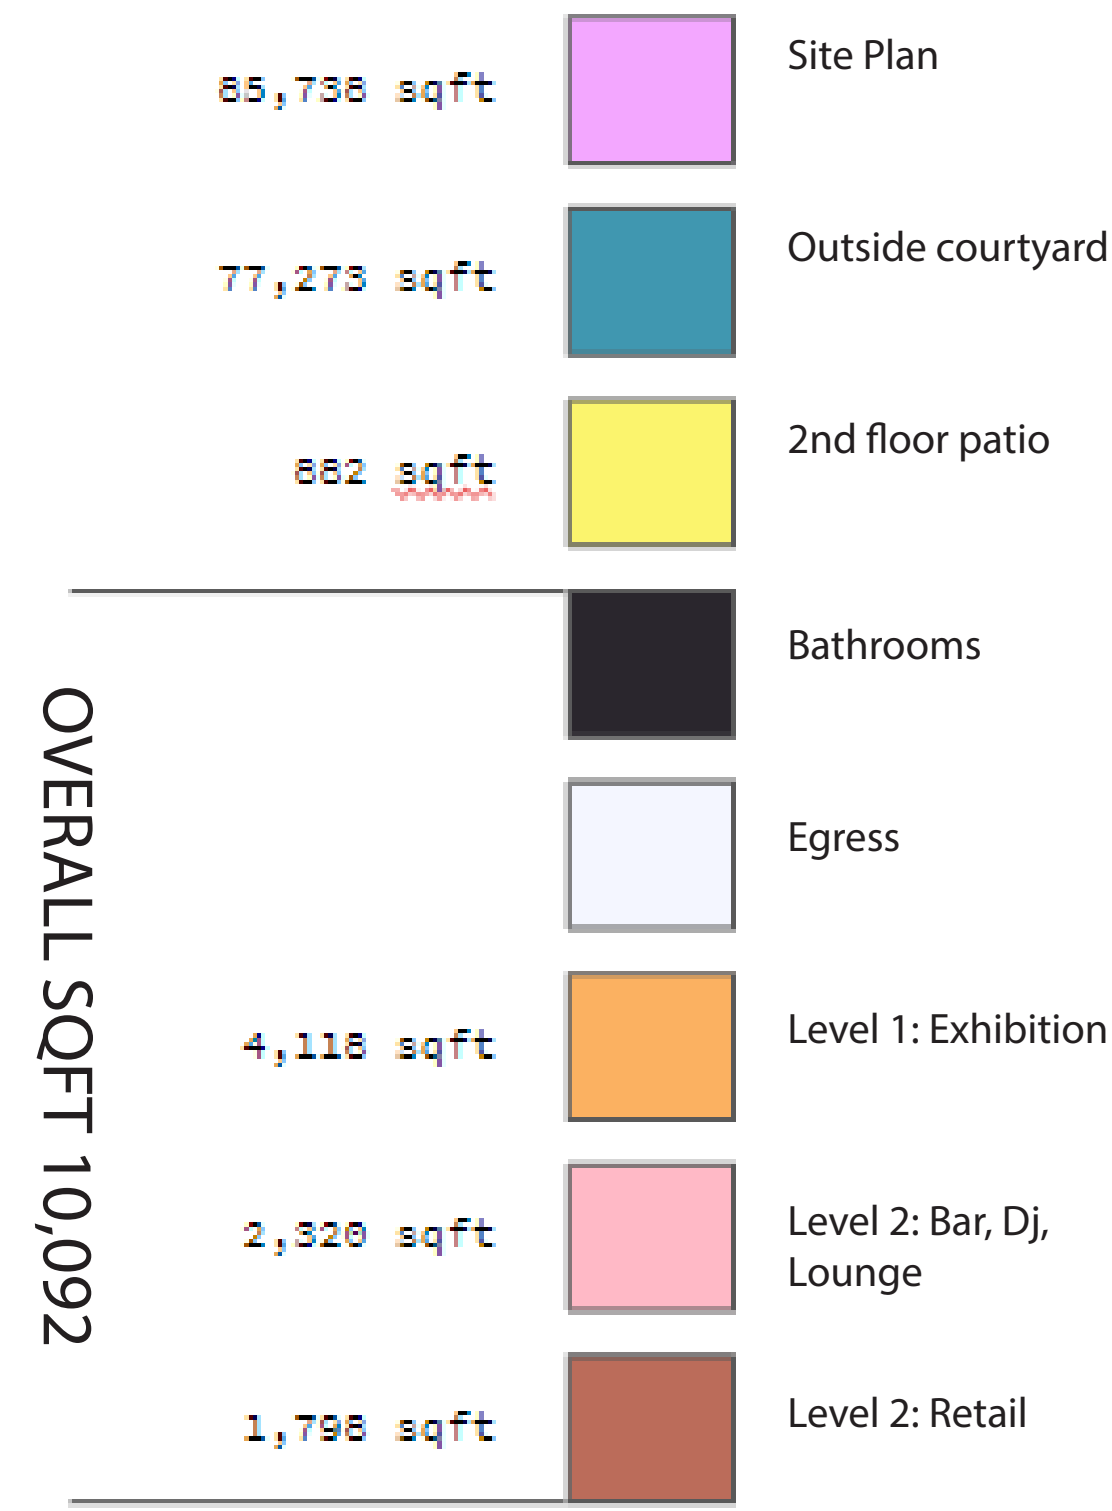 85,738 sqft
Site Plan
77,273 sqft
Outside courtyard
882 sqft
2nd floor patio
Bathrooms
Egress
OVERALL SQFT 10,092
4,118 sqft
Level 1: Exhibition
2,320 sqft
Level 2: Bar, Dj,
Lounge
1,798 sqft
Level 2: Retail